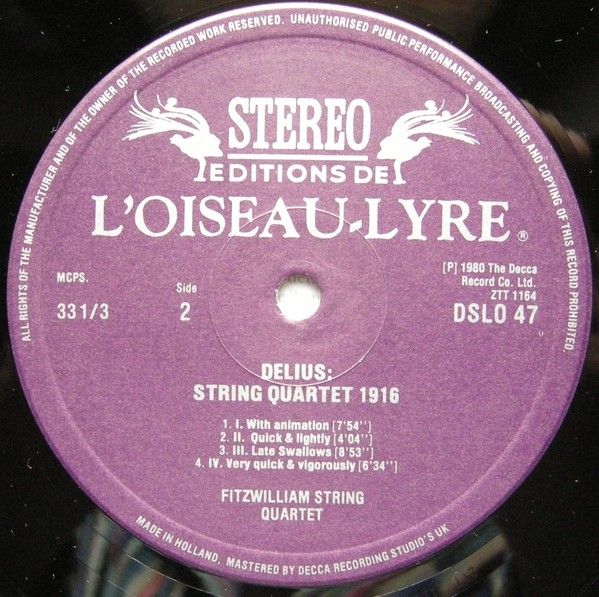 ALL RIGHTS OF THE MANUFACTURER AND OF THE OWNER OF THE RECORDED WORK RESERVED. UNAUTHORISED PUBLIC PERFORMANCE BROADCASTING AND COPYING OF THIS RECORD PROHIBITED.
STEREO
EDITIONS DE
L'OISEAU-LYRE ®
MCPS.
33 1/3
Side
2
[P] 1980 The Decca
Record Co. Ltd.
ZTT 1164
DSLO 47
DELIUS:
STRING QUARTET 1916
1. I. With animation [7'54'']
2. II. Quick & lightly [4'04'']
3. III. Late Swallows [8'53'']
4. IV. Very quick & vigorously [6'34'']
FITZWILLIAM STRING
QUARTET
MADE IN HOLLAND, MASTERED BY DECCA RECORDING STUDIO'S UK